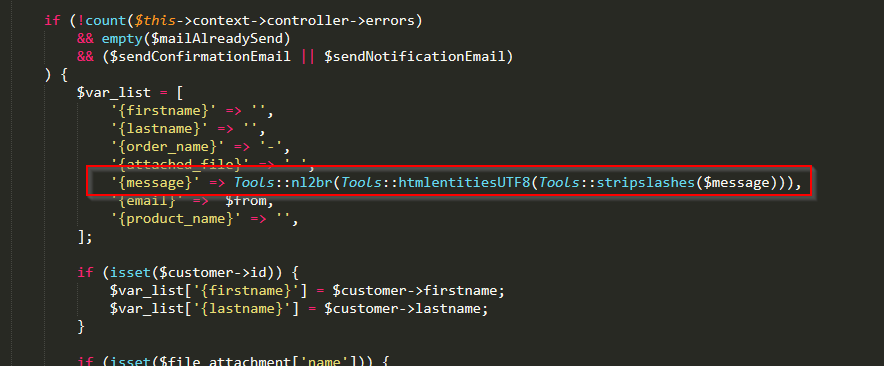 if (!count($this->context->controller->errors)
&& empty($mailAlreadySend)
&& ($sendConfirmationEmail || $sendNotificationEmail)
) {
$var_list = [
'{firstname}' => '',
'{lastname}' => '',
'{order_name}' => '-',
'{attached_file}' => '-',
'{message}' => Tools::nl2br(Tools::htmlentitiesUTF8(Tools::stripslashes($message))),
'{email}' => $from,
'{product_name}' => '',
];
if (isset($customer->id)) {
$var_list['{firstname}'] = $customer->firstname;
$var_list['{lastname}'] = $customer->lastname;
}
if (isset($file_attachment['name'])) {